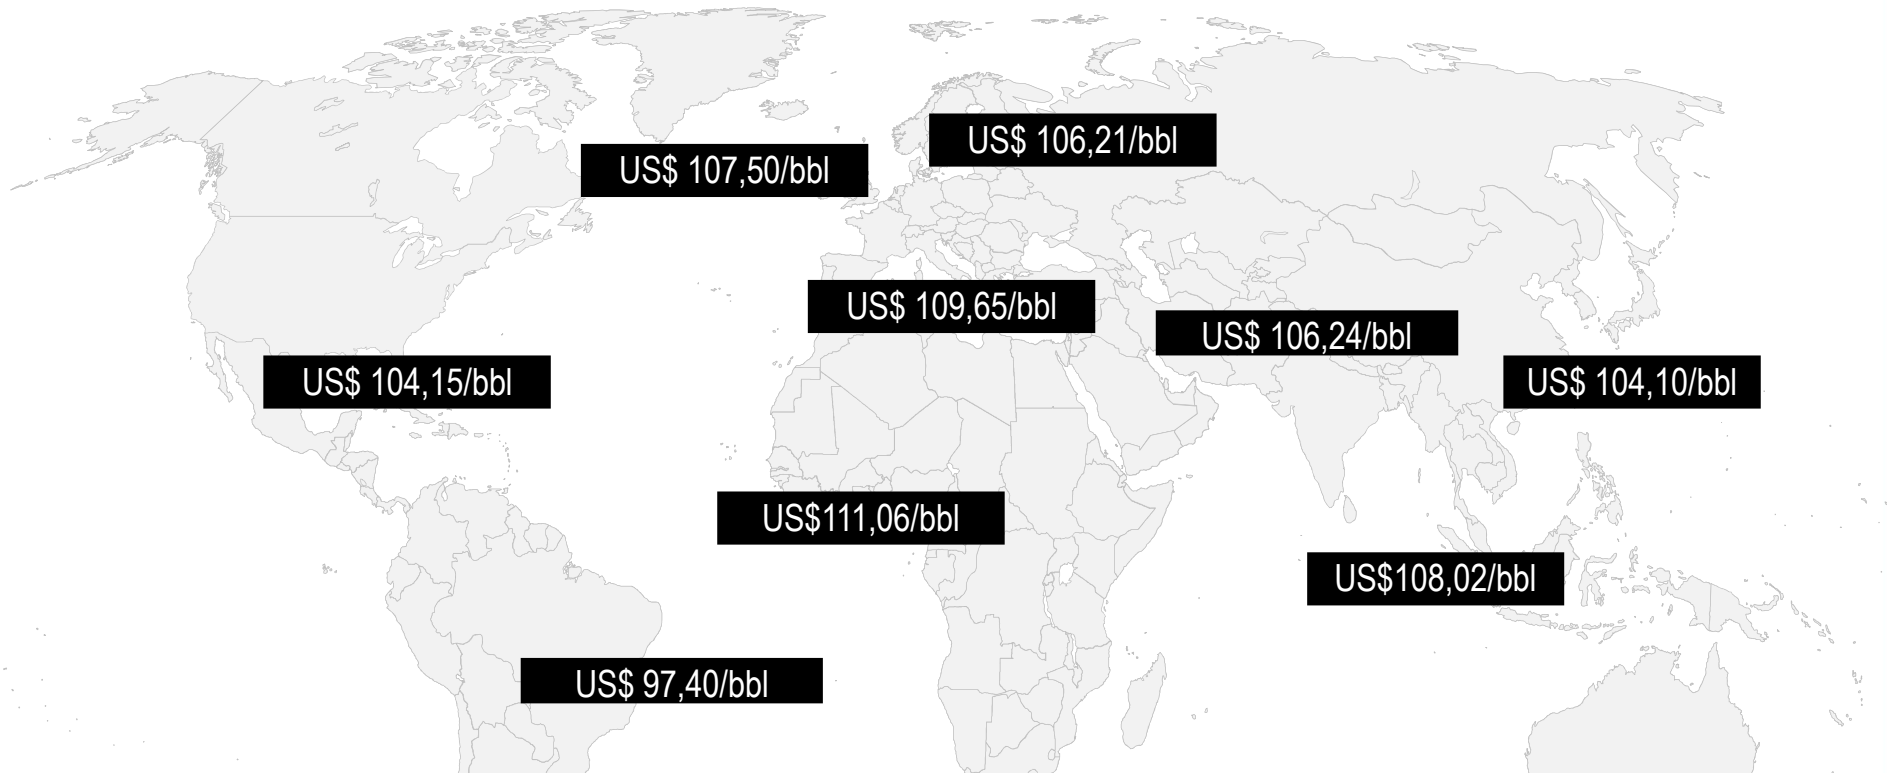 US$ 106,21/bbl
US$ 107,50/bbl
US$ 109,65/bbl
US$ 106,24/bbl
US$ 104,15/bbl
US$ 104,10/bbl
US$111,06/bbl
US$108,02/bbl
US$ 97,40/bbl